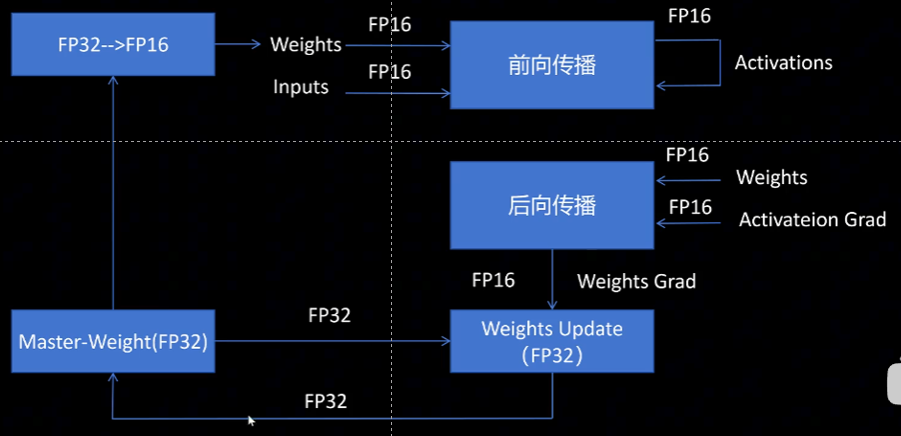 FP32-->FP16
Weights
FP16
Inputs
FP16
前向传播
FP16
Activations
后向传播
FP16
Weights
FP16
Activateion Grad
FP16
Weights Grad
Master-Weight(FP32)
FP32
Weights Update
（FP32）
FP32